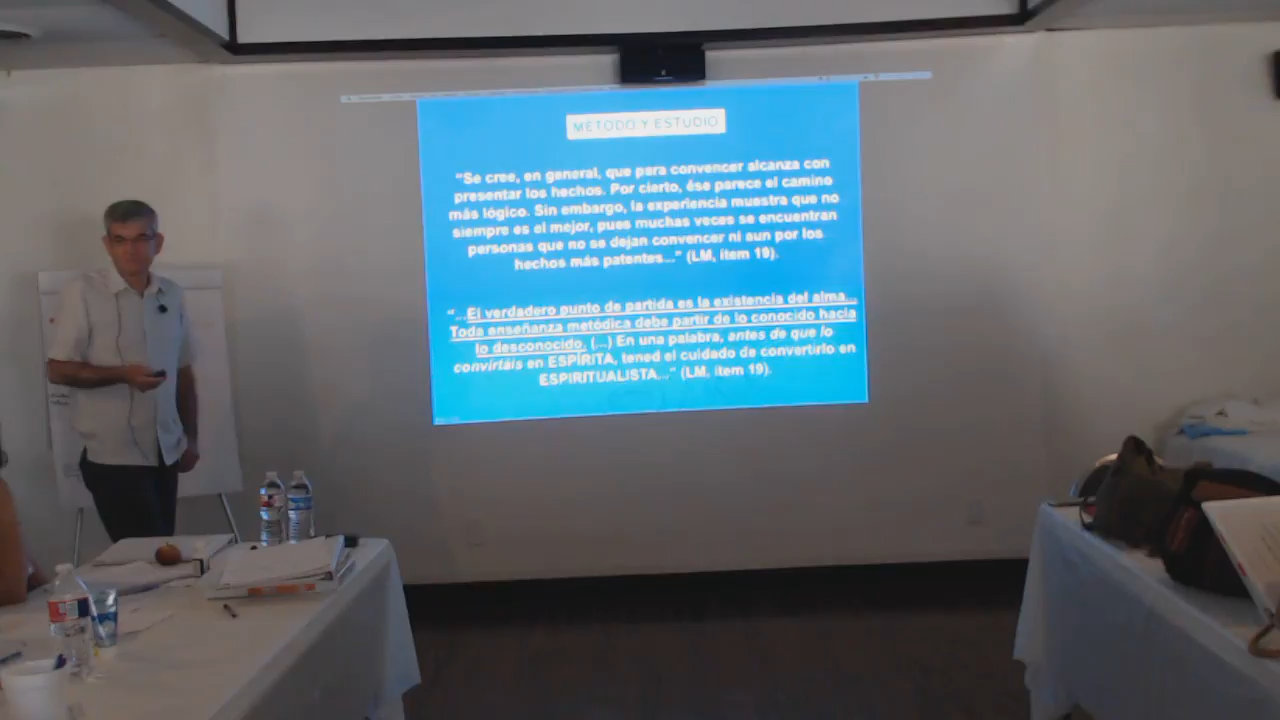 METODO Y ESTUDIO
“Se cree, en general, que para convencer alcanza con
presentar los hechos. Por cierto, ése parece el camino
más lógico. Sin embargo, la experiencia muestra que no
siempre es el mejor, pues muchas veces se encuentran
personas que no se dejan convencer ni aun por los
hechos más patentes...” (LM, ítem 19).
“...El verdadero punto de partida es la existencia del alma...
Toda enseñanza metódica debe partir de lo conocido hacia
lo desconocido. (...) En una palabra, antes de que lo
convirtáis en ESPÍRITA, tened el cuidado de convertirlo en
ESPIRITUALISTA...” (LM, ítem 19).